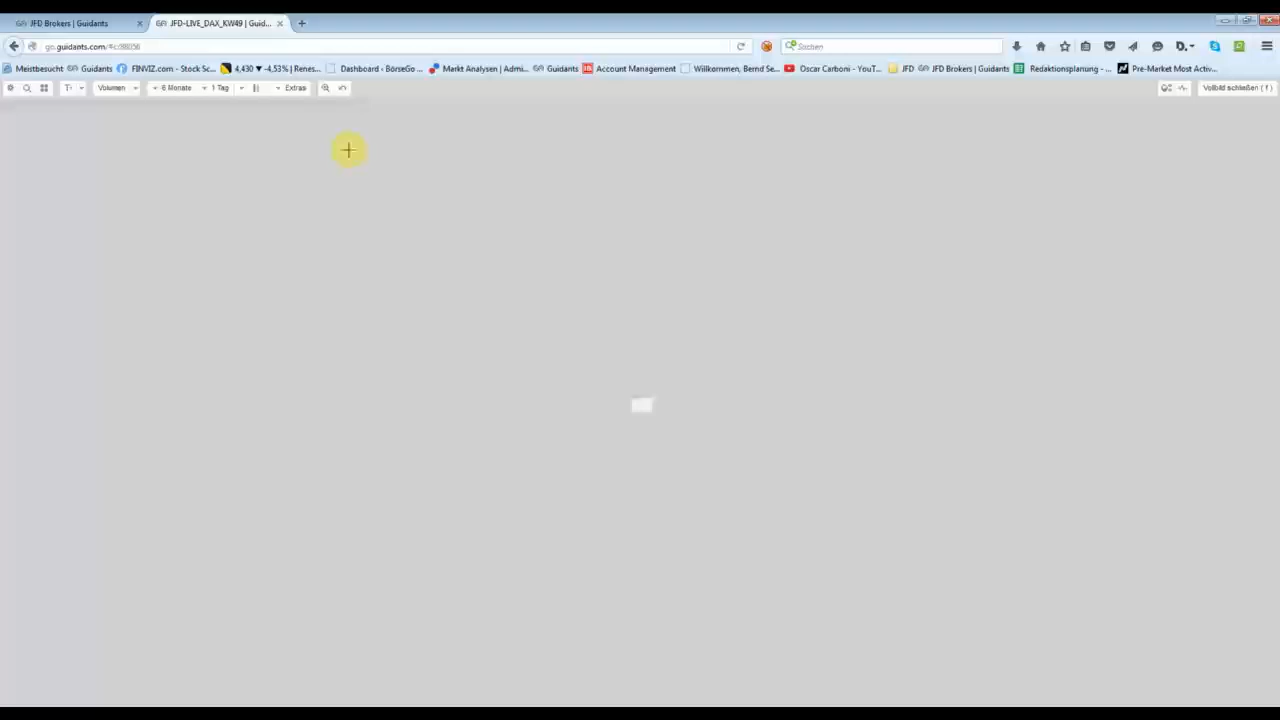 JFD Brokers | Guidants
JFD-LIVE_DAX_KW49 | Guid...
go.guidants.com/#c/88056
Suchen
Meistbesucht Guidants FINVIZ.com - Stock Sc... 4,430 ▼ -4,53% | Renes... Dashboard - BörseGo ... Markt Analysen | Admi... Guidants Account Management Willkommen, Bernd Se... Oscar Carboni - YouT... JFD JFD Brokers | Guidants Redaktionsplanung - ... Pre-Market Most Activ...
Volumen 6 Monate 1 Tag Extras Vollbild schließen ( f )